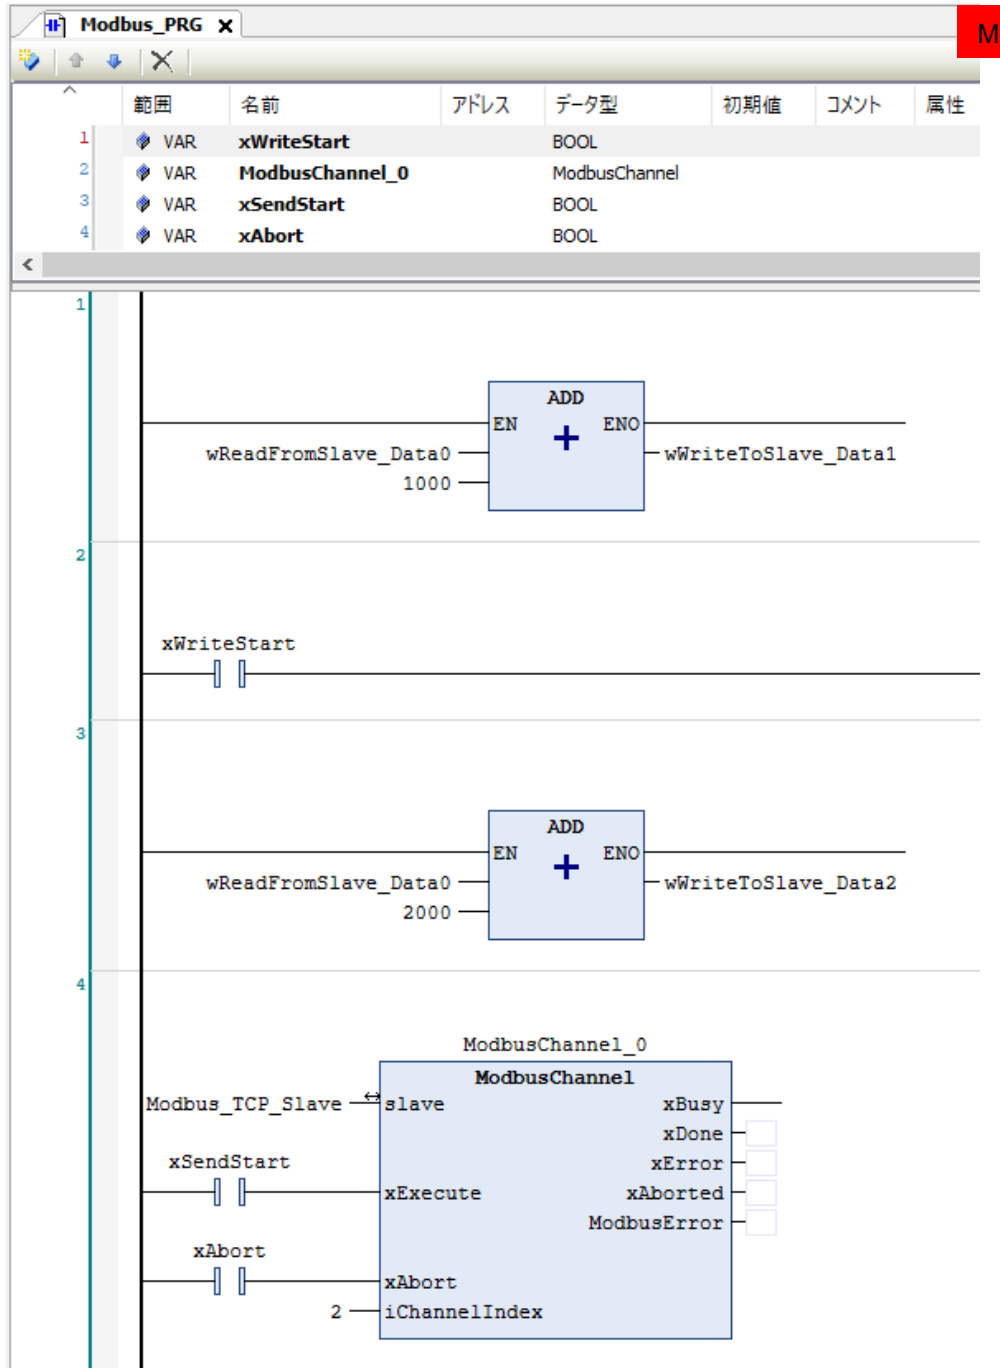 Modbus_PRG
M
範囲 名前 アドレス データ型 初期値 コメント 属性
1 VAR xWriteStart BOOL
2 VAR ModbusChannel_0 ModbusChannel
3 VAR xSendStart BOOL
4 VAR xAbort BOOL
1
ADD
EN ENO
wReadFromSlave_Data0 wWriteToSlave_Data1
1000
2
xWriteStart
3
ADD
EN ENO
wReadFromSlave_Data0 wWriteToSlave_Data2
2000
4
ModbusChannel_0
ModbusChannel
Modbus_TCP_Slave slave xBusy
xDone
xSendStart xError
xExecute xAborted
ModbusError
xAbort
xAbort
2 iChannelIndex